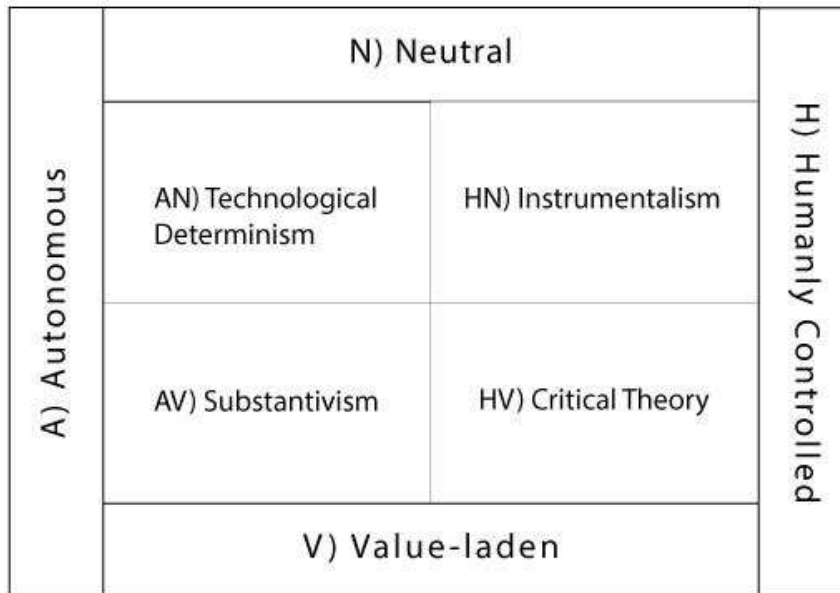 N) Neutral
A) Autonomous
AN) Technological
Determinism
HN) Instrumentalism
AV) Substantivism
HV) Critical Theory
H) Humanly Controlled
V) Value-laden